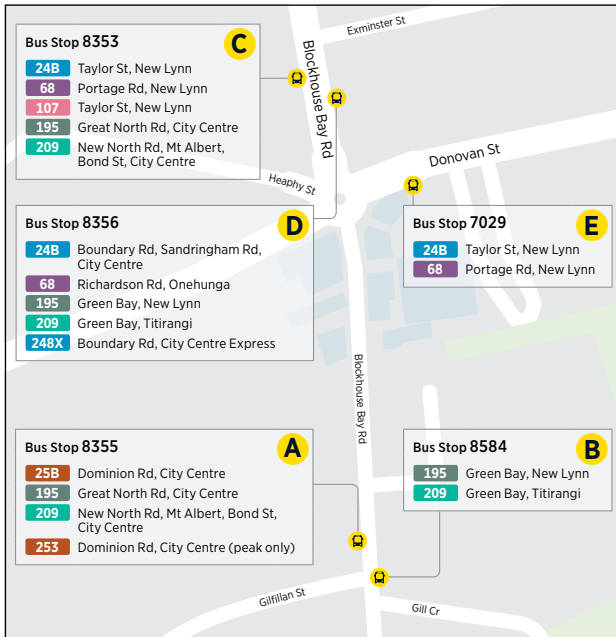 Exminster St
Bus Stop 8353
C
24B Taylor St, New Lynn
68 Portage Rd, New Lynn
107 Taylor St, New Lynn
195 Great North Rd, City Centre
209 New North Rd, Mt Albert,
Bond St, City Centre
Blockhouse Bay Rd
Donovan St
Heaphy St
Bus Stop 8356
D
24B Boundary Rd, Sandringham Rd,
City Centre
68 Richardson Rd, Onehunga
195 Green Bay, New Lynn
209 Green Bay, Titirangi
248X Boundary Rd, City Centre Express
Bus Stop 7029
E
24B Taylor St, New Lynn
68 Portage Rd, New Lynn
Blockhouse Bay Rd
Bus Stop 8355
A
25B Dominion Rd, City Centre
195 Great North Rd, City Centre
209 New North Rd, Mt Albert, Bond St,
City Centre
253 Dominion Rd, City Centre (peak only)
Bus Stop 8584
B
195 Green Bay, New Lynn
209 Green Bay, Titirangi
Gilfillan St
Gill Cr